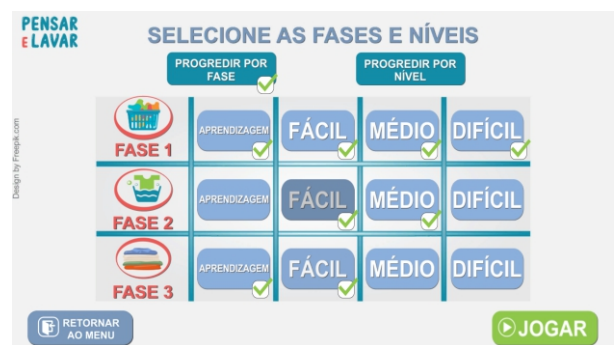 PENSAR
E LAVAR
SELECIONE AS FASES E NÍVEIS
PROGREDIR POR
FASE
PROGREDIR POR
NÍVEL
Design by Freepik.com
FASE 1
APRENDIZAGEM
FÁCIL
MÉDIO
DIFÍCIL
FASE 2
APRENDIZAGEM
FÁCIL
MÉDIO
DIFÍCIL
FASE 3
APRENDIZAGEM
FÁCIL
MÉDIO
DIFÍCIL
RETORNAR
AO MENU
JOGAR